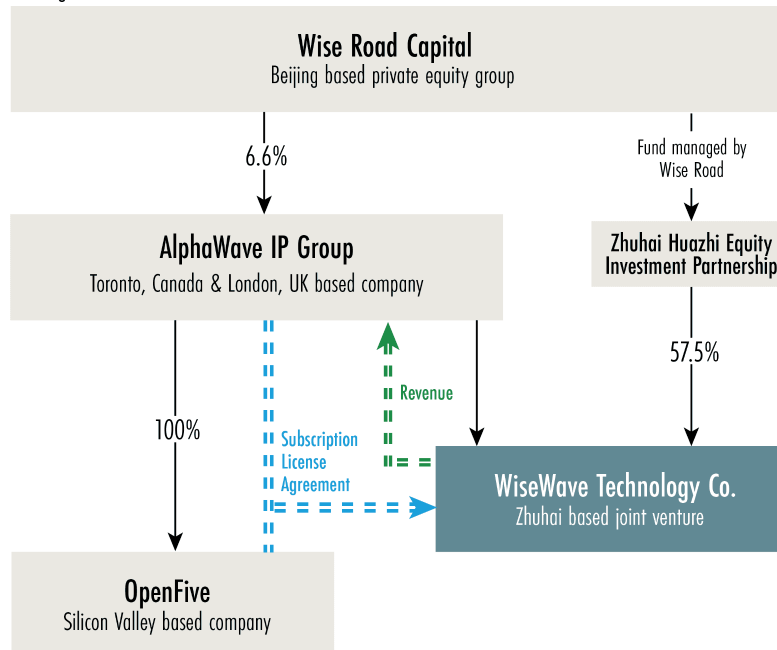 Wise Road Capital
Beijing based private equity group
6.6%
Fund managed by
Wise Road
AlphaWave IP Group
Toronto, Canada & London, UK based company
Zhuhai Huazhi Equity
Investment Partnership
57.5%
Revenue
100%
Subscription
License
Agreement
WiseWave Technology Co.
Zhuhai based joint venture
OpenFive
Silicon Valley based company